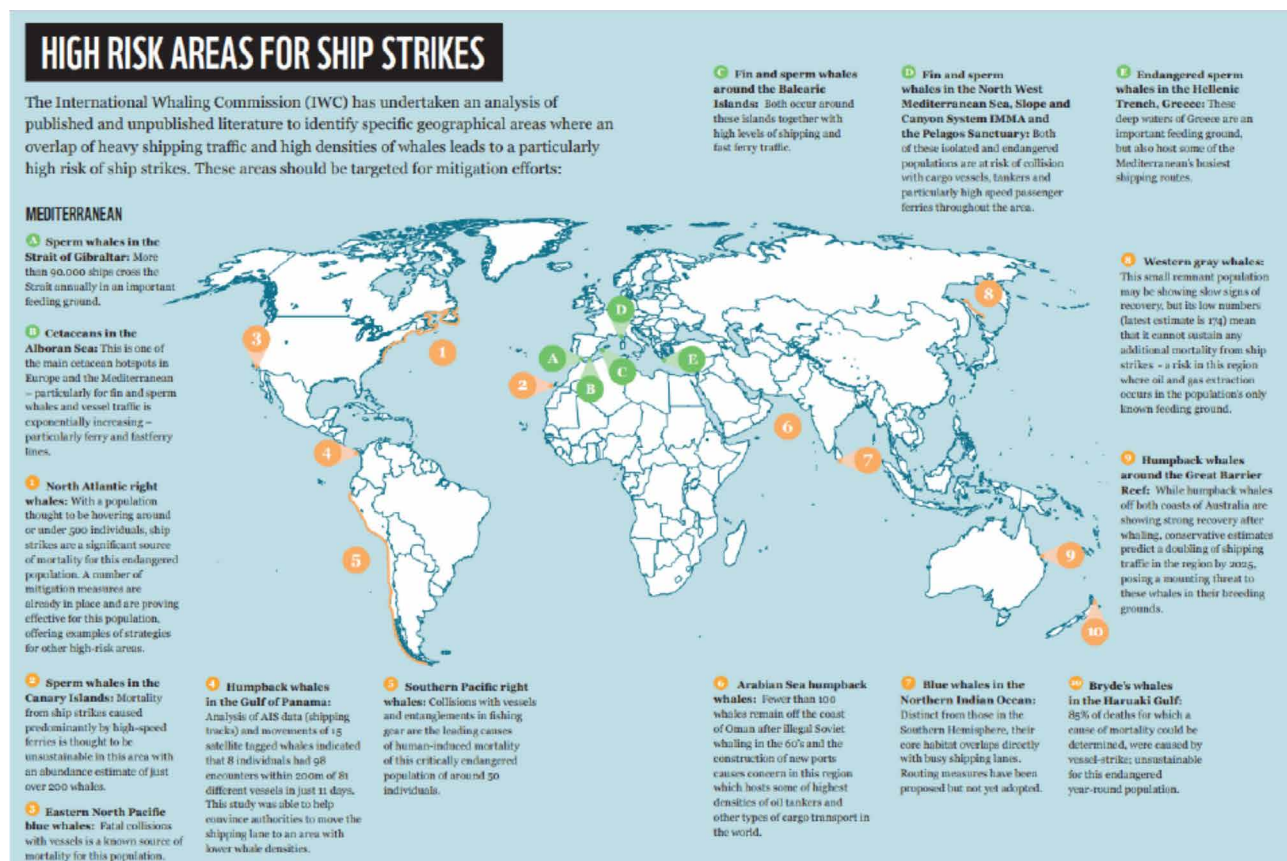 HIGH RISK AREAS FOR SHIP STRIKES
The International Whaling Commission (IWC) has undertaken an analysis of
published and unpublished literature to identify specific geographical areas where an
overlap of heavy shipping traffic and high densities of whales leads to a particularly
high risk of ship strikes. These areas should be targeted for mitigation efforts:
C Fin and sperm whales
around the Balearic
Islands: Both occur around
these islands together with
high levels of shipping and
fast ferry traffic.
D Fin and sperm
whales in the North West
Mediterranean Sea, Slope and
Canyon System IMMA and
the Pelagos Sanctuary: Both
of these isolated and endangered
populations are at risk of collision
with cargo vessels, tankers and
particularly high speed passenger
ferries throughout the area.
E Endangered sperm
whales in the Hellenic
Trench, Greece: These
deep waters of Greece are an
important feeding ground,
but also host some of the
Mediterranean's busiest
shipping routes.
MEDITERRANEAN
A Sperm whales in the
Strait of Gibraltar: More
than 90,000 ships cross the
Strait annually in an important
feeding ground.
B Cetaceans in the
Alboran Sea: This is one of
the main cetacean hotspots in
Europe and the Mediterranean
– particularly for fin and sperm
whales and vessel traffic is
exponentially increasing –
particularly ferry and fastferry
lines.
1 North Atlantic right
whales: With a population
thought to be hovering around
or under 500 individuals, ship
strikes are a significant source
of mortality for this endangered
population. A number of
mitigation measures are
already in place and are proving
effective for this population,
offering examples of strategies
for other high-risk areas.
2 Sperm whales in the
Canary Islands: Mortality
from ship strikes caused
predominantly by high-speed
ferries is thought to be
unsustainable in this area with
an abundance estimate of just
over 200 whales.
3 Eastern North Pacific
blue whales: Fatal collisions
with vessels is a known source of
mortality for this population.
3
1
2
A
B
C
D
E
4
5
6
7
8
9
10
4 Humpback whales
in the Gulf of Panama:
Analysis of AIS data (shipping
tracks) and movements of 15
satellite tagged whales indicated
that 8 individuals had 98
encounters within 200m of 81
different vessels in just 11 days.
This study was able to help
convince authorities to move the
shipping lane to an area with
lower whale densities.
5 Southern Pacific right
whales: Collisions with vessels
and entanglements in fishing
gear are the leading causes
of human-induced mortality
of this critically endangered
population of around 50
individuals.
6 Arabian Sea humpback
whales: Fewer than 100
whales remain off the coast
of Oman after illegal Soviet
whaling in the 60's and the
construction of new ports
causes concern in this region
which hosts some of highest
densities of oil tankers and
other types of cargo transport in
the world.
7 Blue whales in the
Northern Indian Ocean:
Distinct from those in the
Southern Hemisphere, their
core habitat overlaps directly
with busy shipping lanes.
Routing measures have been
proposed but not yet adopted.
8 Western gray whales:
This small remnant population
may be showing slow signs of
recovery, but its low numbers
(latest estimate is 174) mean
that it cannot sustain any
additional mortality from ship
strikes – a risk in this region
where oil and gas extraction
occurs in the population's only
known feeding ground.
9 Humpback whales
around the Great Barrier
Reef: While humpback whales
off both coasts of Australia are
showing strong recovery after
whaling, conservative estimates
predict a doubling of shipping
traffic in the region by 2025,
posing a mounting threat to
these whales in their breeding
grounds.
10 Bryde's whales
in the Haruaki Gulf:
85% of deaths for which a
cause of mortality could be
determined, were caused by
vessel-strike; unsustainable
for this endangered
year-round population.